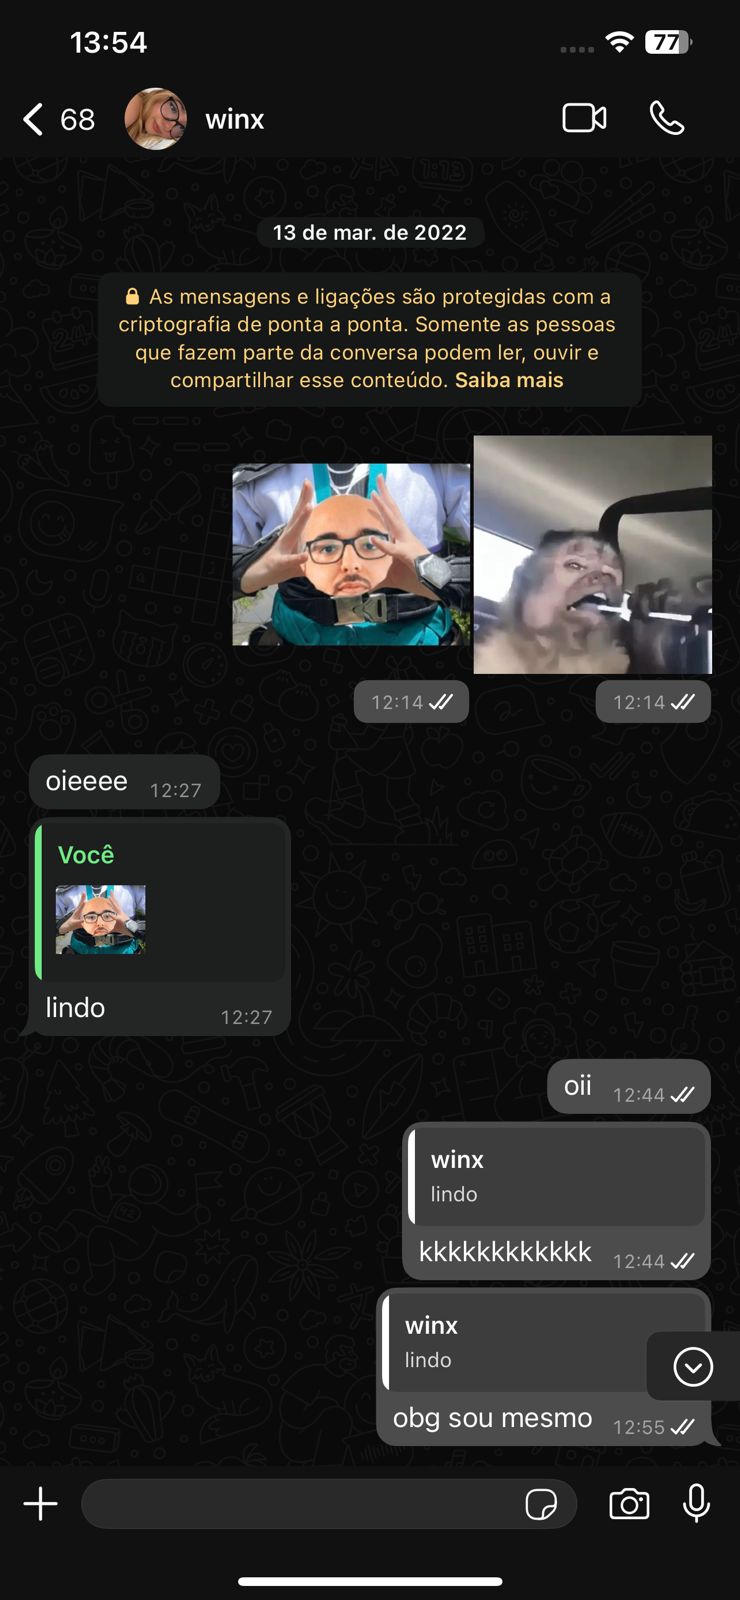 13:54
77
68
winx
13 de mar. de 2022
As mensagens e ligações são protegidas com a
criptografia de ponta a ponta. Somente as pessoas
que fazem parte da conversa podem ler, ouvir e
compartilhar esse conteúdo. Saiba mais
12:14
12:14
oieeee 12:27
Você
lindo 12:27
oii 12:44
winx
lindo
kkkkkkkkkkkk 12:44
winx
lindo
obg sou mesmo 12:55